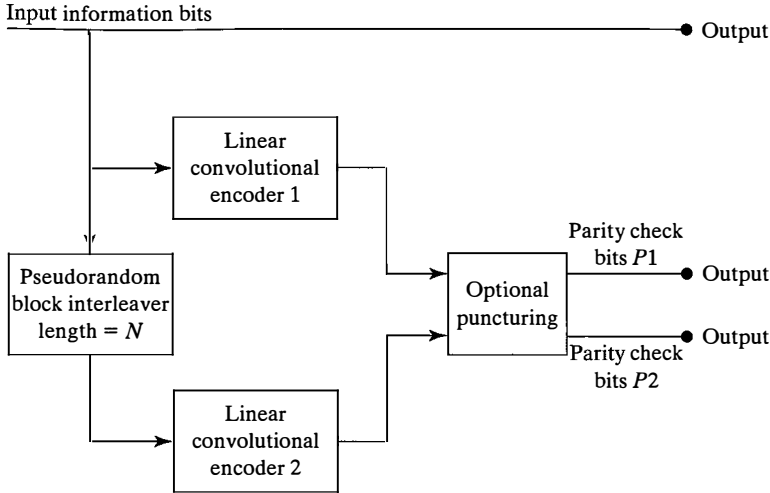 Input information bits
Output
Linear
convolutional
encoder 1
Parity check
bits P1
Pseudorandom
block interleaver
length = N
Optional
puncturing
Output
Output
Parity check
bits P2
Linear
convolutional
encoder 2